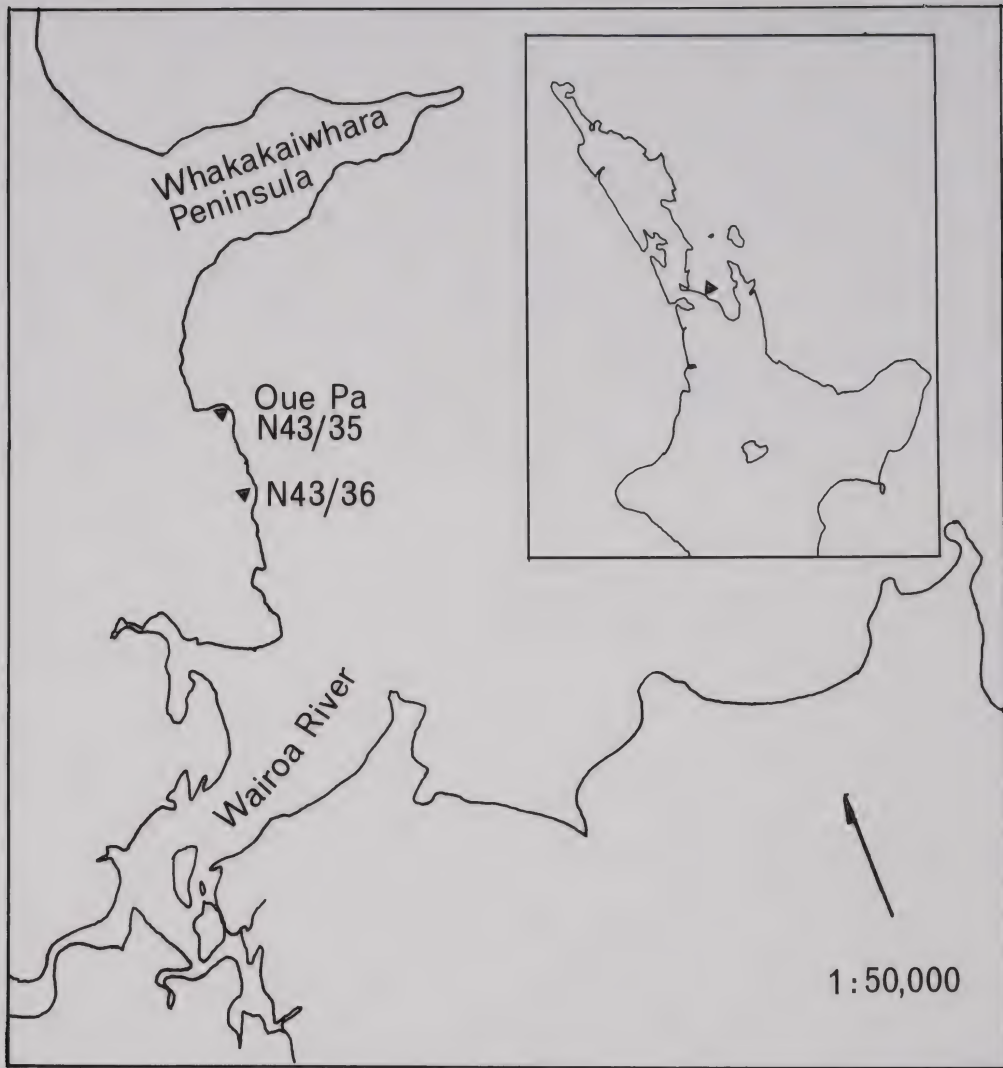 Whakakaiwhara
Peninsula
Oue Pa
N43/35
N43/36
Wairoa River
1:50,000